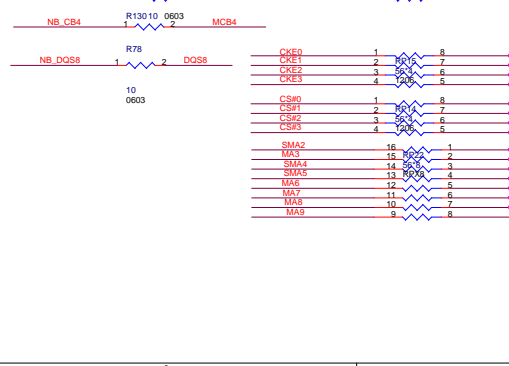 NB_CB4 1 R130 10 0603 2 MCB4
R78
NB_DQS8 1 2 DQS8
10
0603
CKE0 1 8
CKE1 2 RP15 7
CKE2 3 56*4 6
CKE3 4 1206 5
CS#0 1 8
CS#1 2 RP14 7
CS#2 3 56*4 6
CS#3 4 1206 5
SMA2 16 1
MA3 15 RP22 2
SMA4 14 56*8 3
SMA5 13 4
MA6 12 5
MA7 11 6
MA8 10 7
MA9 9 8